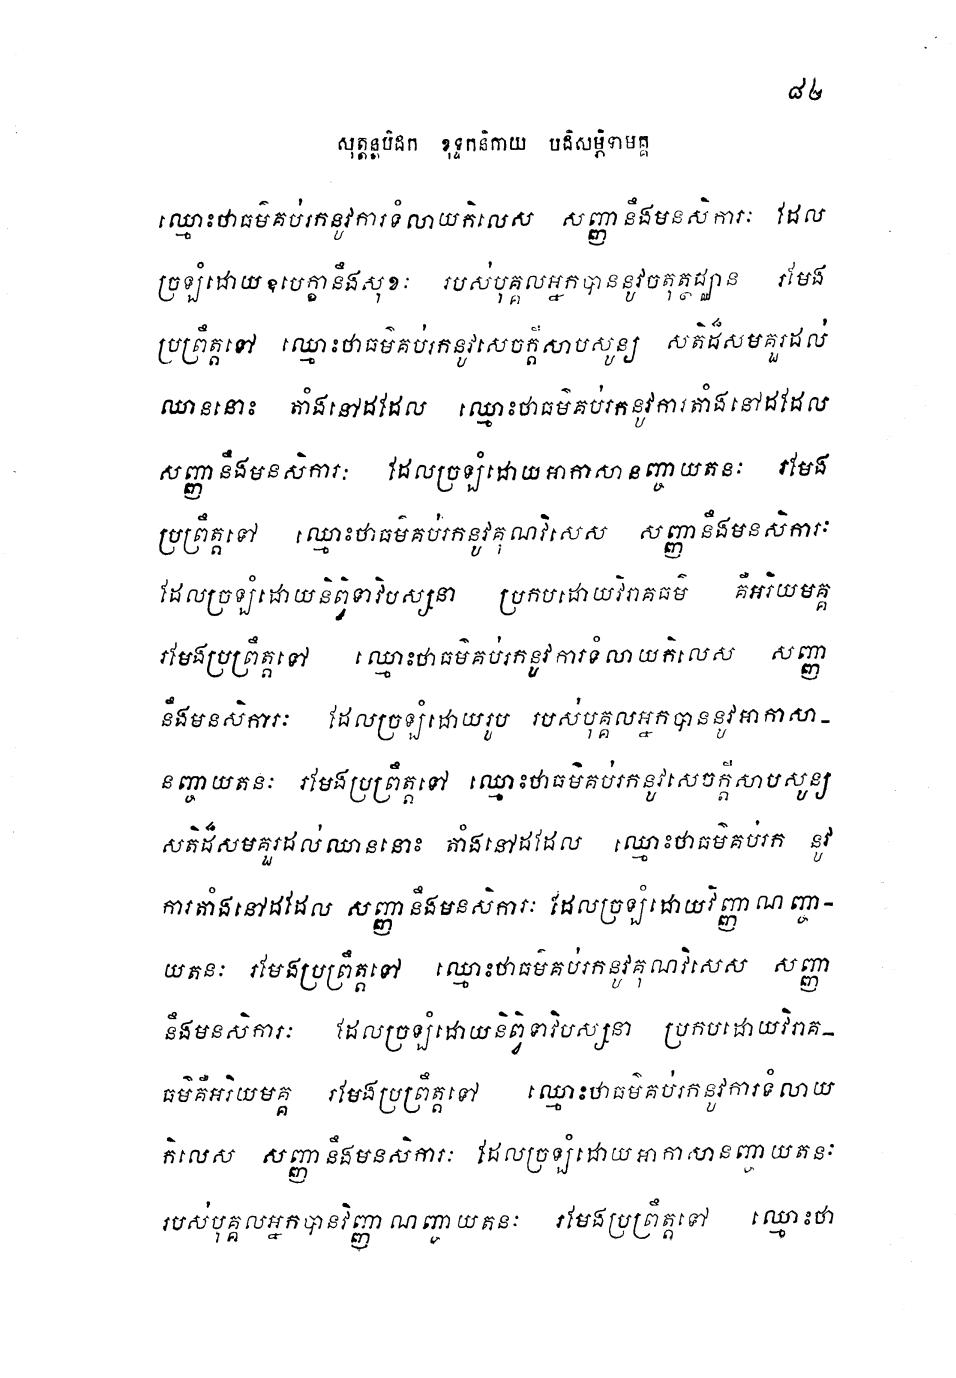 ៨៤
សុត្តន្តបិដក ខុទ្ទកនិកាយ បដិសម្ភិទាមគ្គ
ឈ្មោះថាធម៌គប់រកនូវការទំលាយកិលេស សញ្ញានឹងមនសិការៈ ដែល
ច្រឡំដោយឧបេក្ខានឹងសុខៈ របស់បុគ្គលអ្នកបាននូវចតុត្ថជ្ឈាន រមែង
ប្រព្រឹត្តទៅ ឈ្មោះថាធម៌គប់រកនូវសេចក្តីសាបសូន្យ សតិដ៏សមគួរដល់
ឈាននោះ តាំងនៅដដែល ឈ្មោះថាធម៌គប់រកនូវការតាំងនៅដដែល
សញ្ញានឹងមនសិការៈ ដែលច្រឡំដោយអាកាសានញ្ចាយតនៈ រមែង
ប្រព្រឹត្តទៅ ឈ្មោះថាធម៌គប់រកនូវគុណវិសេស សញ្ញានឹងមនសិការៈ
ដែលច្រឡំដោយនិព្វិទាវិបស្សនា ប្រកបដោយវិរាគធម៌ គឺអរិយមគ្គ
រមែងប្រព្រឹត្តទៅ ឈ្មោះថាធម៌គប់រកនូវការទំលាយកិលេស សញ្ញា
នឹងមនសិការៈ ដែលច្រឡំដោយរូប របស់បុគ្គលអ្នកបាននូវអាកាសា–
នញ្ចាយតនៈ រមែងប្រព្រឹត្តទៅ ឈ្មោះថាធម៌គប់រកនូវសេចក្តីសាបសូន្យ
សតិដ៏សមគួរដល់ឈាននោះ តាំងនៅដដែល ឈ្មោះថាធម៌គប់រក នូវ
ការតាំងនៅដដែល សញ្ញានឹងមនសិការៈ ដែលច្រឡំដោយវិញ្ញាណញ្ចា–
យតនៈ រមែងប្រព្រឹត្តទៅ ឈ្មោះថាធម៌គប់រកនូវគុណវិសេស សញ្ញា
នឹងមនសិការៈ ដែលច្រឡំដោយនិព្វិទាវិបស្សនា ប្រកបដោយវិរាគ–
ធម៌គឺអរិយមគ្គ រមែងប្រព្រឹត្តទៅ ឈ្មោះថាធម៌គប់រកនូវការទំលាយ
កិលេស សញ្ញានឹងមនសិការៈ ដែលច្រឡំដោយអាកាសានញ្ចាយតនៈ
របស់បុគ្គលអ្នកបានវិញ្ញាណញ្ចាយតនៈ រមែងប្រព្រឹត្តទៅ ឈ្មោះថា